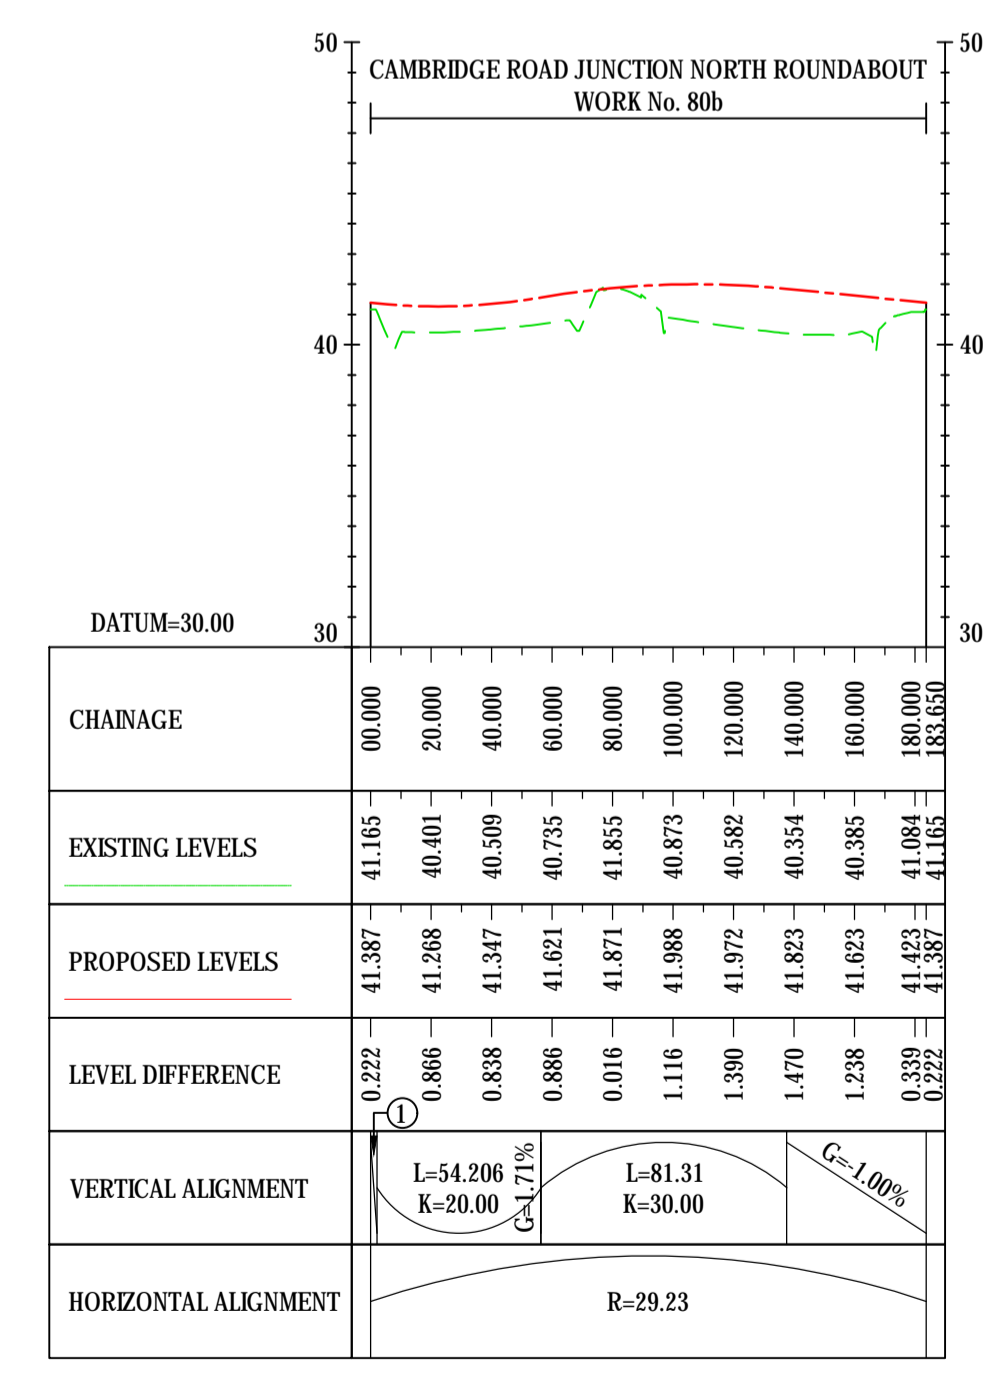 50
50
CAMBRIDGE ROAD JUNCTION NORTH ROUNDABOUT
WORK No. 80b
40
40
DATUM=30.00
30
30
CHAINAGE
00.000 20.000 40.000 60.000 80.000 100.000 120.000 140.000 160.000 180.000 183.650
EXISTING LEVELS
41.165 40.401 40.509 40.735 41.855 40.873 40.582 40.354 40.385 41.084 41.165
PROPOSED LEVELS
41.387 41.268 41.347 41.621 41.871 41.988 41.972 41.823 41.623 41.423 41.387
LEVEL DIFFERENCE
0.222 0.866 0.838 0.886 0.016 1.116 1.390 1.470 1.238 0.339 0.222
1
VERTICAL ALIGNMENT
L=54.206
K=20.00
G=1.71%
L=81.31
K=30.00
G=-1.00%
HORIZONTAL ALIGNMENT
R=29.23